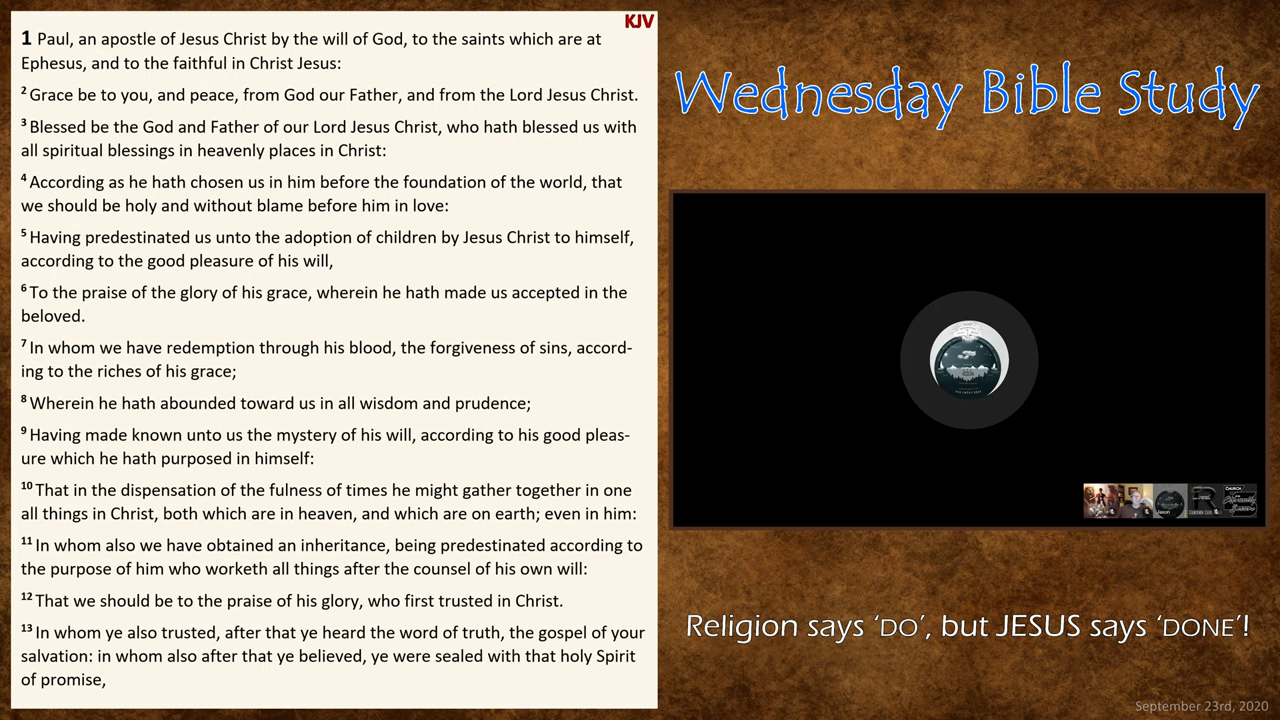 KJV
1 Paul, an apostle of Jesus Christ by the will of God, to the saints which are at
Ephesus, and to the faithful in Christ Jesus:
2 Grace be to you, and peace, from God our Father, and from the Lord Jesus Christ.
3 Blessed be the God and Father of our Lord Jesus Christ, who hath blessed us with
all spiritual blessings in heavenly places in Christ:
4 According as he hath chosen us in him before the foundation of the world, that
we should be holy and without blame before him in love:
5 Having predestinated us unto the adoption of children by Jesus Christ to himself,
according to the good pleasure of his will,
6 To the praise of the glory of his grace, wherein he hath made us accepted in the
beloved.
7 In whom we have redemption through his blood, the forgiveness of sins, accord-
ing to the riches of his grace;
8 Wherein he hath abounded toward us in all wisdom and prudence;
9 Having made known unto us the mystery of his will, according to his good pleas-
ure which he hath purposed in himself:
10 That in the dispensation of the fulness of times he might gather together in one
all things in Christ, both which are in heaven, and which are on earth; even in him:
11 In whom also we have obtained an inheritance, being predestinated according to
the purpose of him who worketh all things after the counsel of his own will:
12 That we should be to the praise of his glory, who first trusted in Christ.
13 In whom ye also trusted, after that ye heard the word of truth, the gospel of your
salvation: in whom also after that ye believed, ye were sealed with that holy Spirit
of promise,
Wednesday Bible Study
Jason
CHURCH
Religion says ‘DO’, but JESUS says ‘DONE’!
September 23rd, 2020